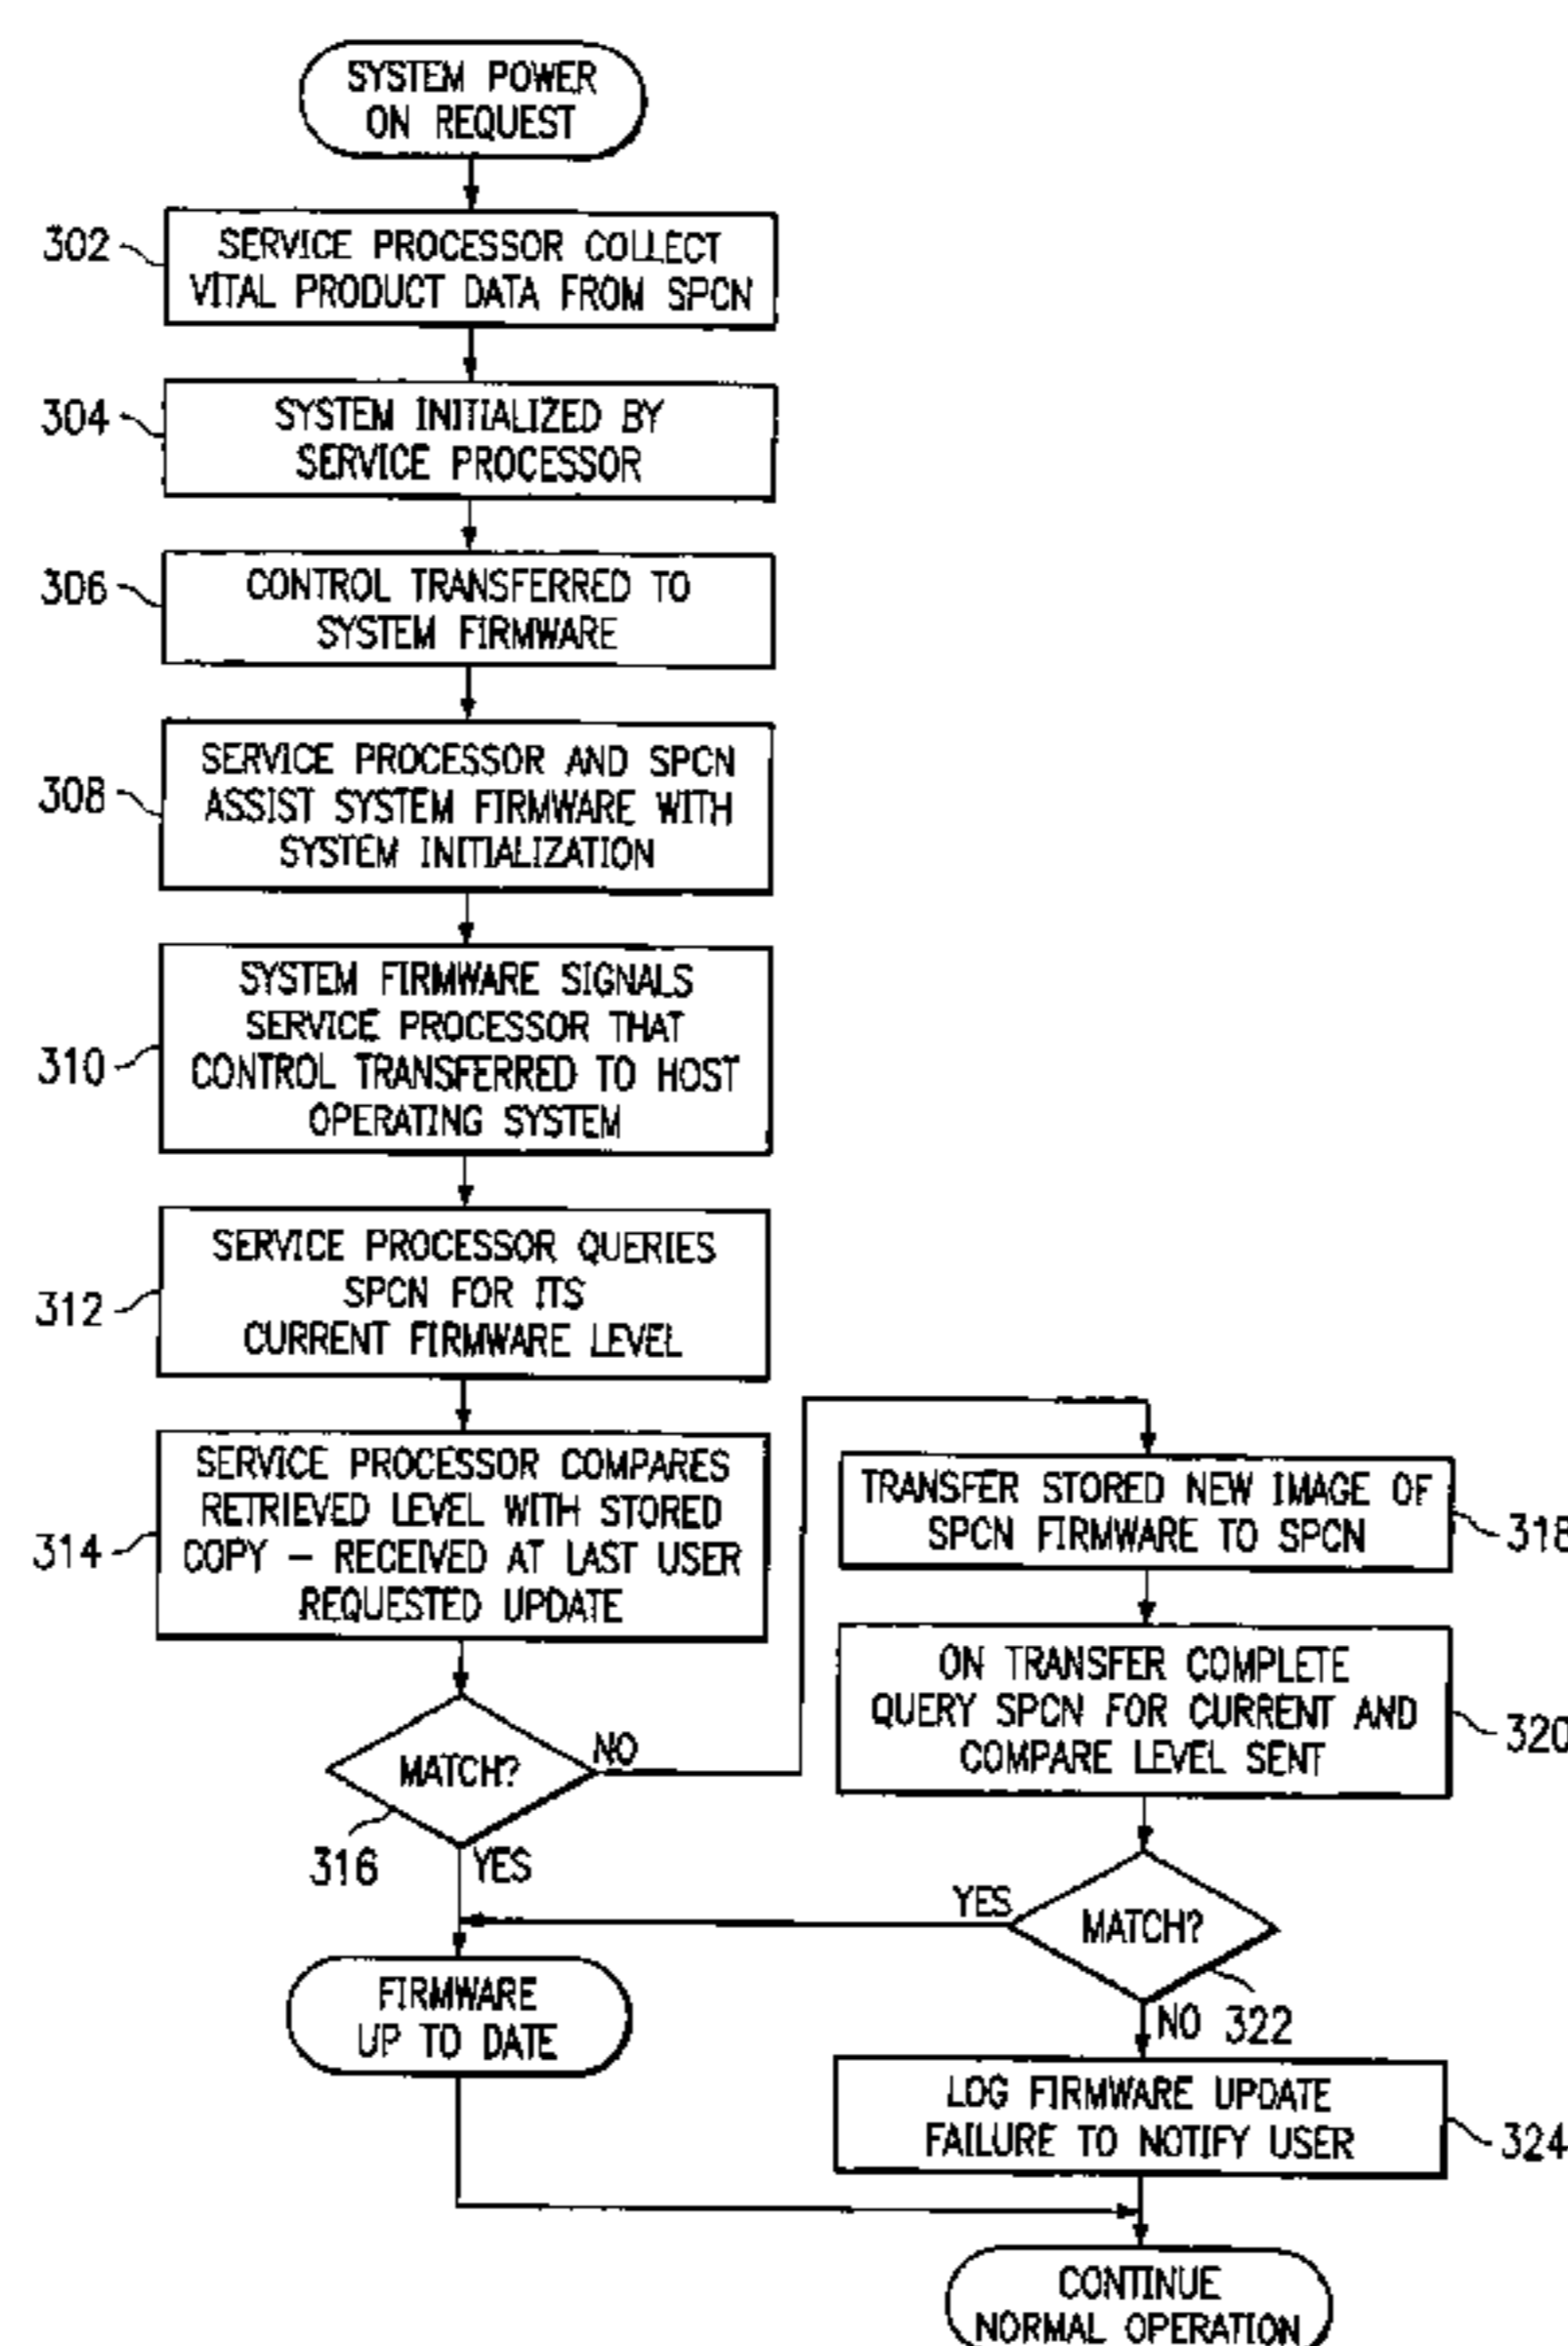 SYSTEM POWER
ON REQUEST
302
SERVICE PROCESSOR COLLECT
VITAL PRODUCT DATA FROM SPCN
304
SYSTEM INITIALIZED BY
SERVICE PROCESSOR
306
CONTROL TRANSFERRED TO
SYSTEM FIRMWARE
308
SERVICE PROCESSOR AND SPCN
ASSIST SYSTEM FIRMWARE WITH
SYSTEM INITIALIZATION
310
SYSTEM FIRMWARE SIGNALS
SERVICE PROCESSOR THAT
CONTROL TRANSFERRED TO HOST
OPERATING SYSTEM
312
SERVICE PROCESSOR QUERIES
SPCN FOR ITS
CURRENT FIRMWARE LEVEL
314
SERVICE PROCESSOR COMPARES
RETRIEVED LEVEL WITH STORED
COPY – RECEIVED AT LAST USER
REQUESTED UPDATE
MATCH?
NO
316
YES
TRANSFER STORED NEW IMAGE OF
SPCN FIRMWARE TO SPCN
318
ON TRANSFER COMPLETE
QUERY SPCN FOR CURRENT AND
COMPARE LEVEL SENT
320
YES
MATCH?
NO
322
FIRMWARE
UP TO DATE
LOG FIRMWARE UPDATE
FAILURE TO NOTIFY USER
324
CONTINUE
NORMAL OPERATION